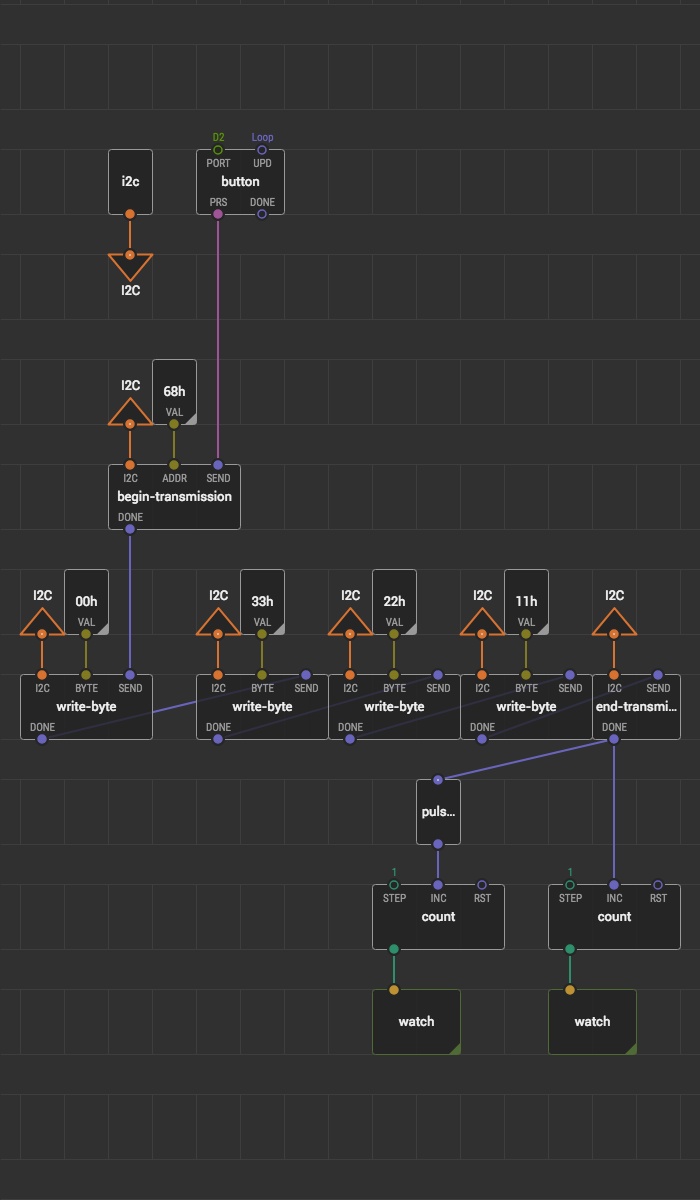 D2 Loop
PORT UPD
i2c button
PRS DONE
I2C
I2C 68h
VAL
I2C ADDR SEND
begin-transmission
DONE
I2C 00h I2C 33h I2C 22h I2C 11h I2C
VAL VAL VAL VAL
I2C BYTE SEND I2C BYTE SEND I2C BYTE SEND I2C BYTE SEND I2C SEND
write-byte write-byte write-byte write-byte end-transmi...
DONE DONE DONE DONE DONE
puls...
1 1
STEP INC RST STEP INC RST
count count
watch watch